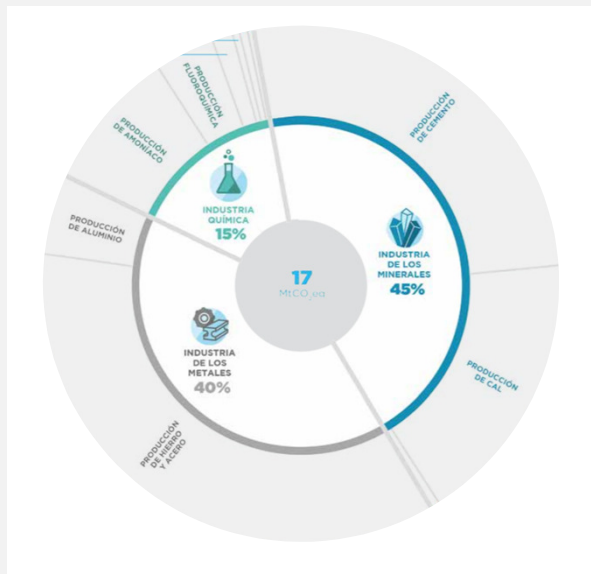 PRODUCCIÓN
FLUOROQUÍMICA
PRODUCCIÓN
DE AMONÍACO
PRODUCCIÓN
DE ALUMINIO
PRODUCCIÓN
DE CEMENTO
INDUSTRIA
QUÍMICA
15%
INDUSTRIA
DE LOS
MINERALES
45%
17
MtCO₂eq
INDUSTRIA
DE LOS
METALES
40%
PRODUCCIÓN
DE CAL
PRODUCCIÓN
DE HIERRO
Y ACERO